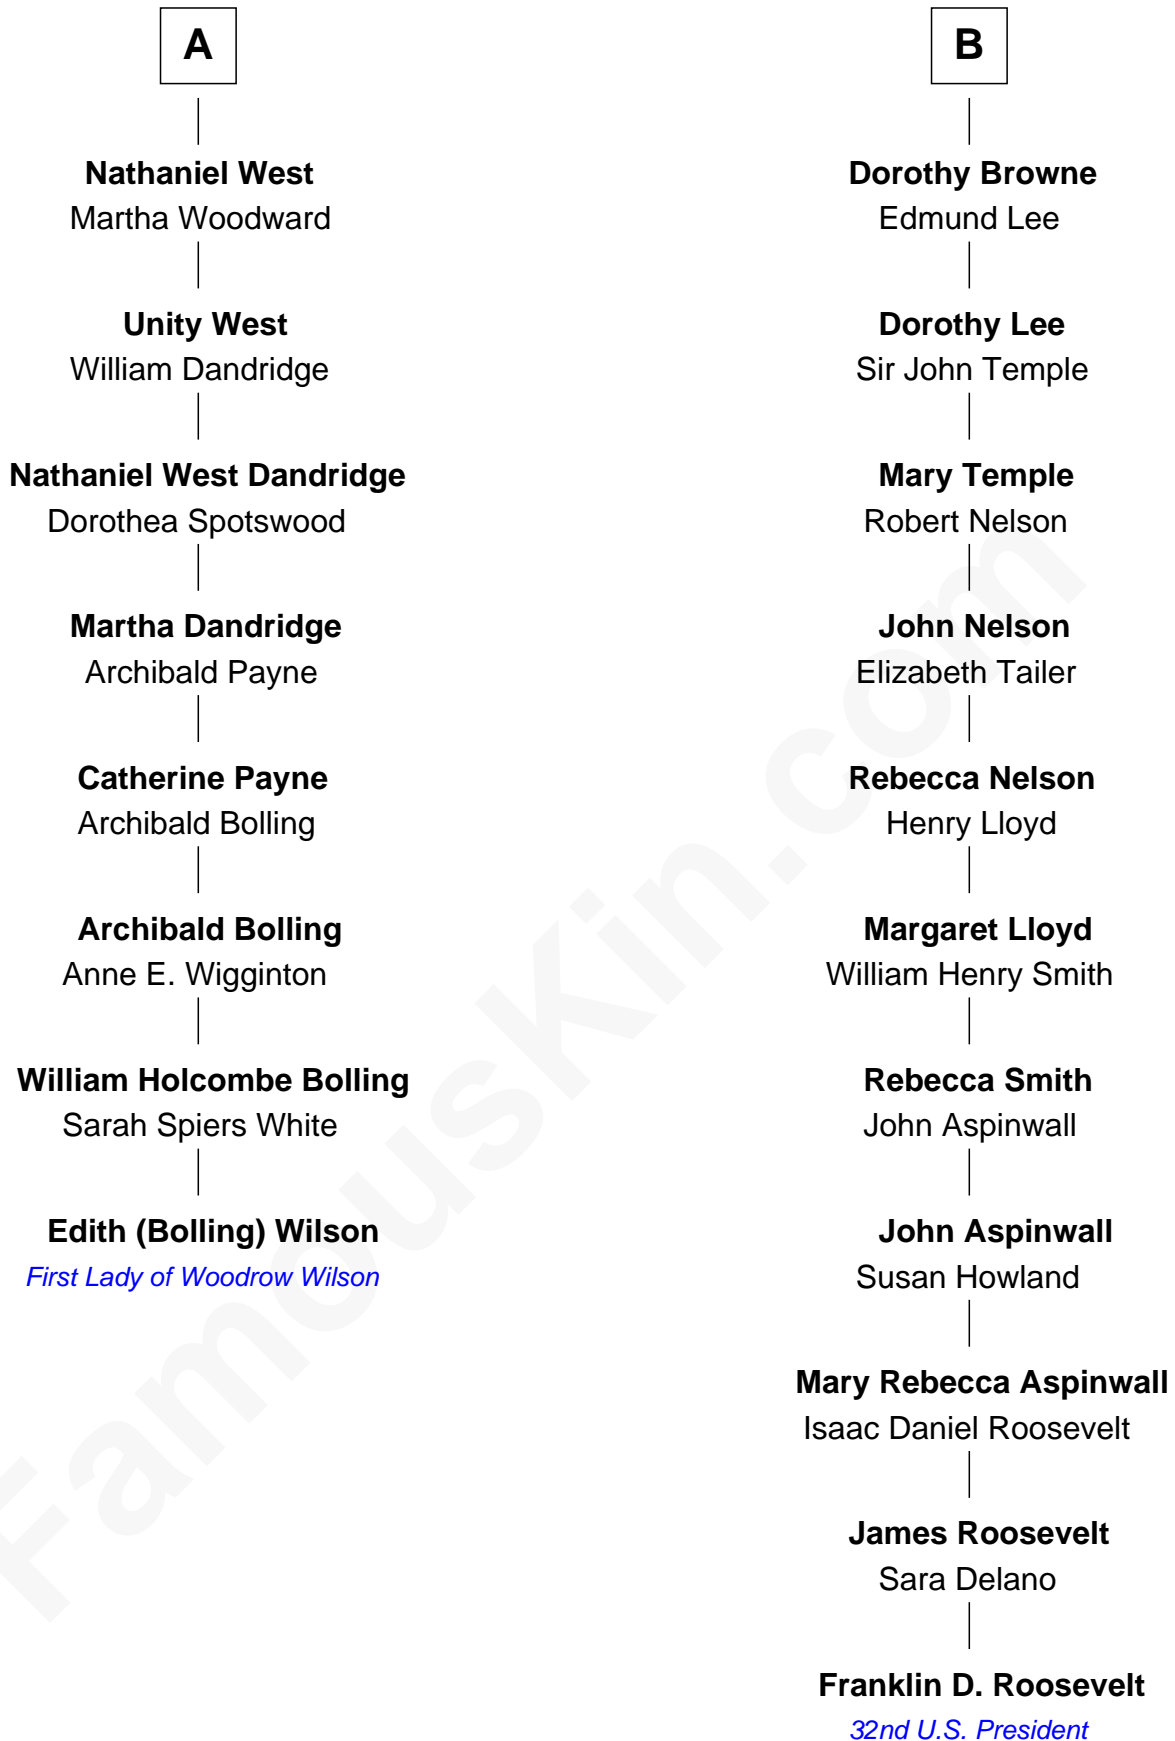 A
Nathaniel West
Martha Woodward
Unity West
William Dandridge
Nathaniel West Dandridge
Dorothea Spotswood
Martha Dandridge
Archibald Payne
Catherine Payne
Archibald Bolling
Archibald Bolling
Anne E. Wigginton
William Holcombe Bolling
Sarah Spiers White
Edith (Bolling) Wilson
First Lady of Woodrow Wilson
B
Dorothy Browne
Edmund Lee
Dorothy Lee
Sir John Temple
Mary Temple
Robert Nelson
John Nelson
Elizabeth Tailer
Rebecca Nelson
Henry Lloyd
Margaret Lloyd
William Henry Smith
Rebecca Smith
John Aspinwall
John Aspinwall
Susan Howland
Mary Rebecca Aspinwall
Isaac Daniel Roosevelt
James Roosevelt
Sara Delano
Franklin D. Roosevelt
32nd U.S. President
FamousKin.com